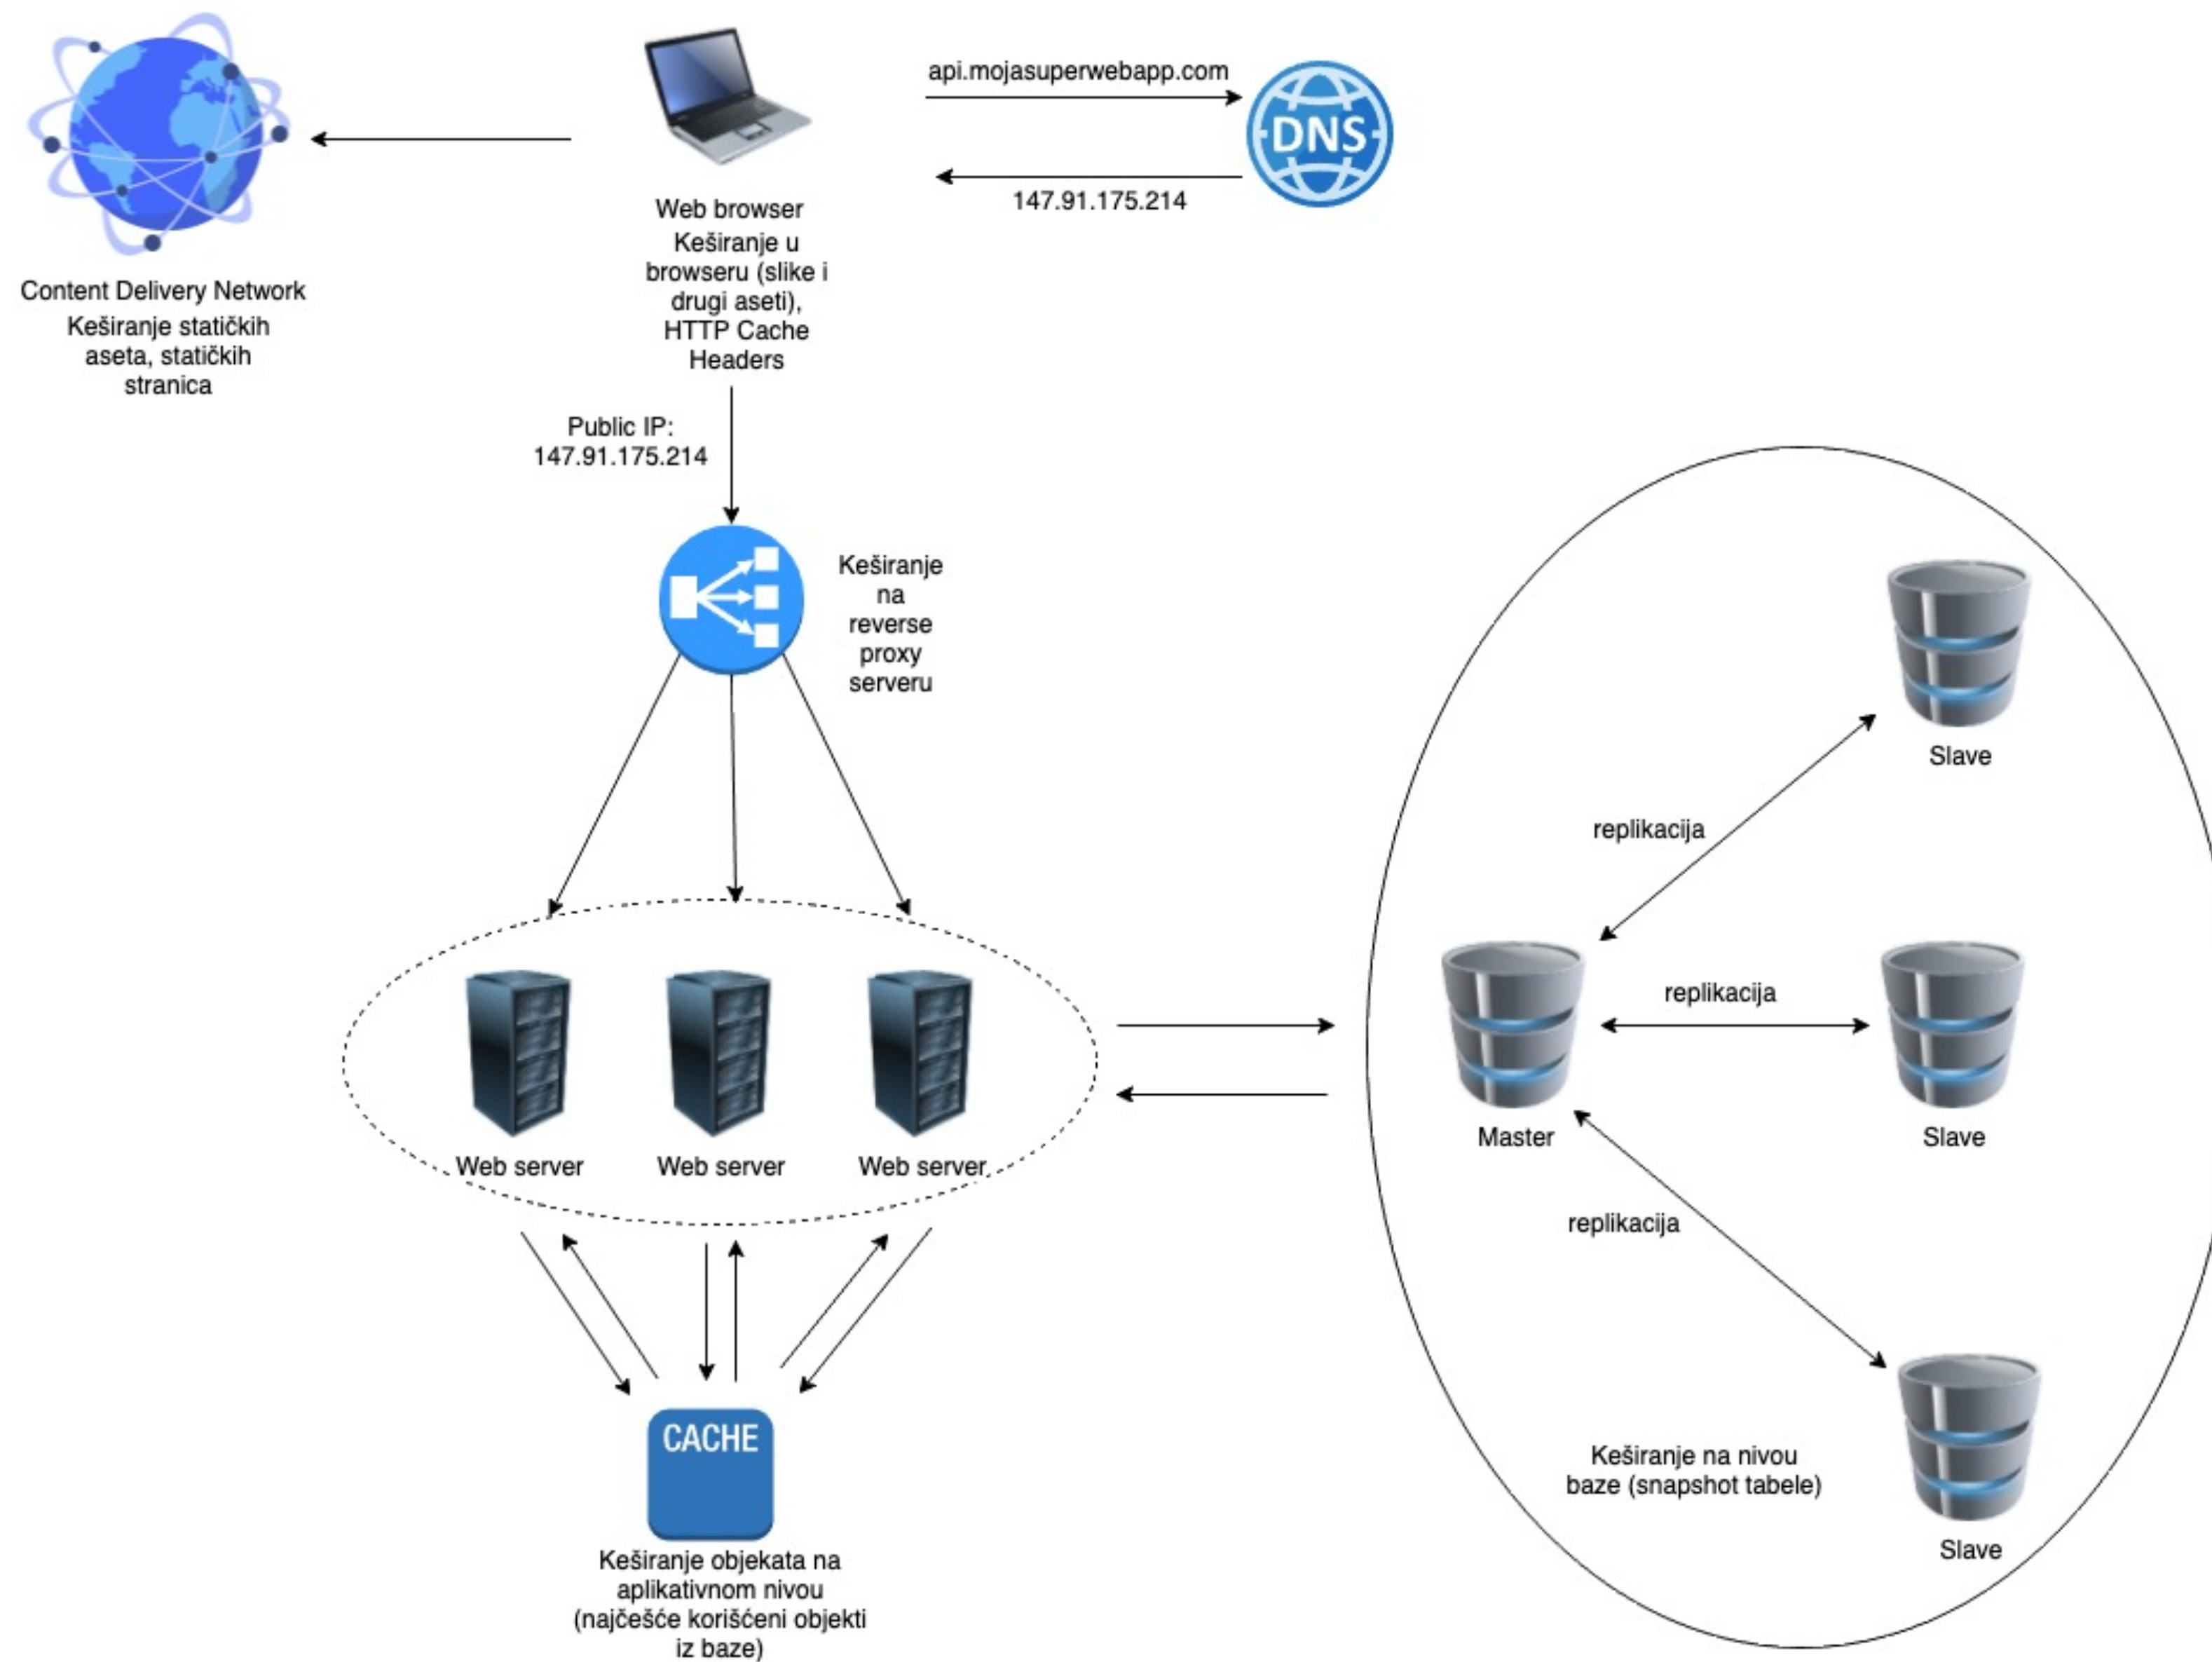 api.mojasuperwebapp.com
DNS
147.91.175.214
Web browser
Keširanje u
browseru (slike i
drugi aseti),
HTTP Cache
Headers
Content Delivery Network
Keširanje statičkih
aseta, statičkih
stranica
Public IP:
147.91.175.214
Keširanje
na
reverse
proxy
serveru
Slave
replikacija
replikacija
Master
Slave
Web server
Web server
Web server
replikacija
CACHE
Keširanje na nivou
baze (snapshot tabele)
Slave
Keširanje objekata na
aplikativnom nivou
(najčešće korišćeni objekti
iz baze)